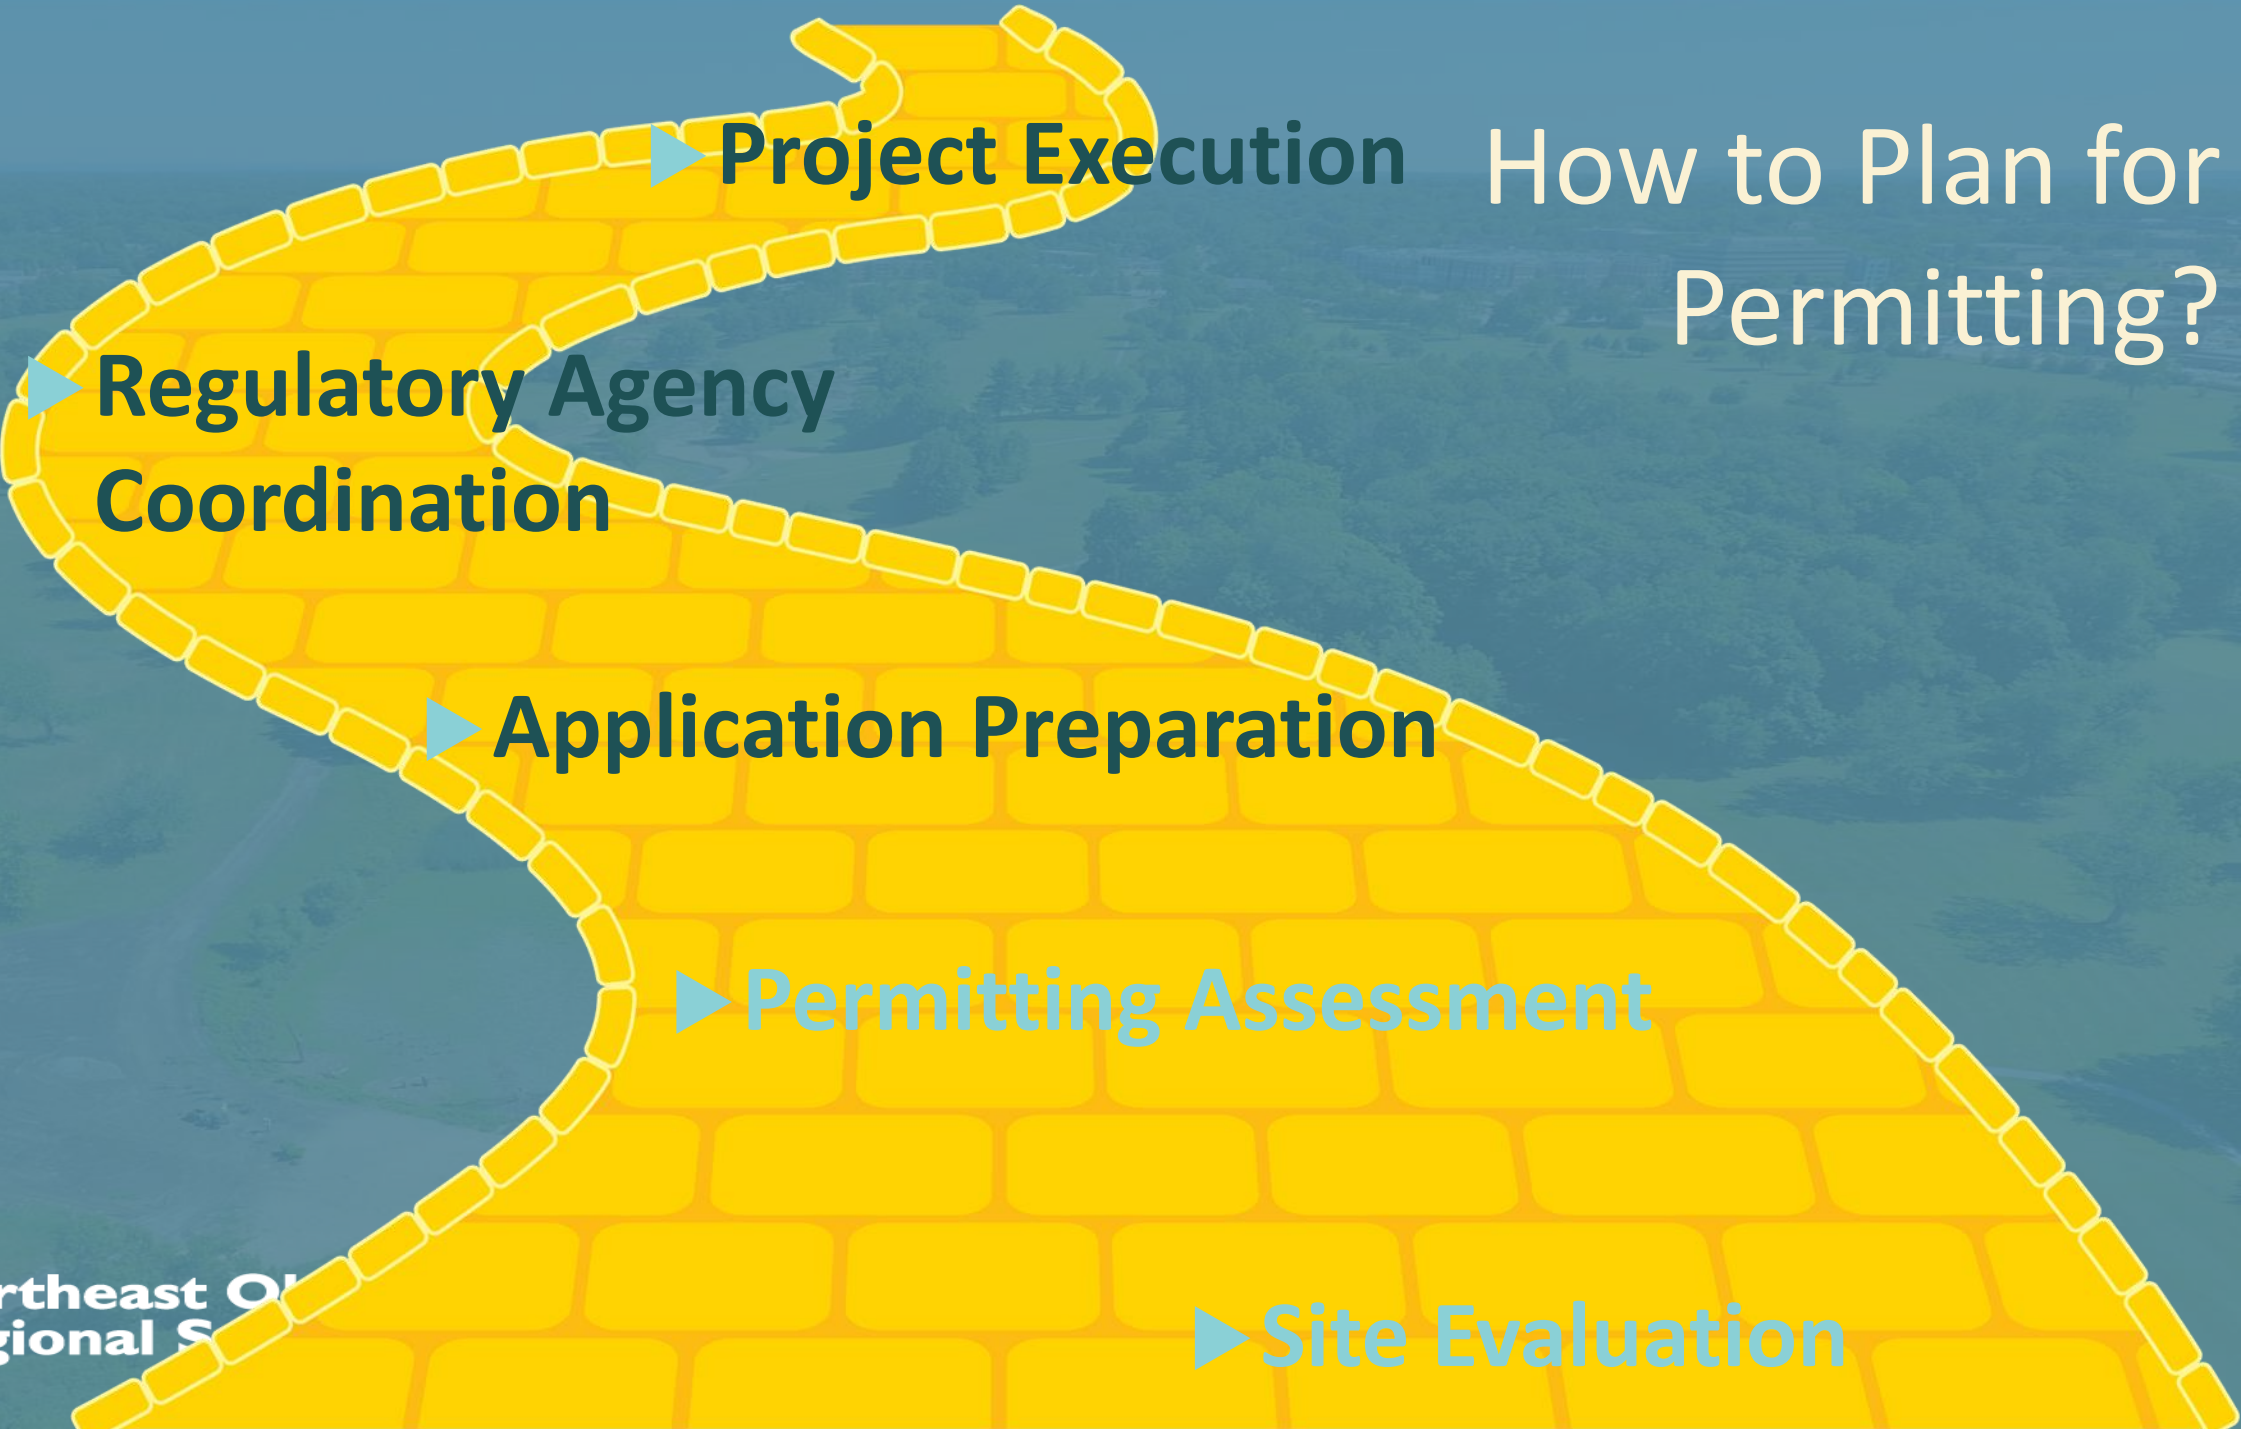 How to Plan for
Permitting?
Project Execution
Regulatory Agency
Coordination
Application Preparation
Permitting Assessment
Site Evaluation